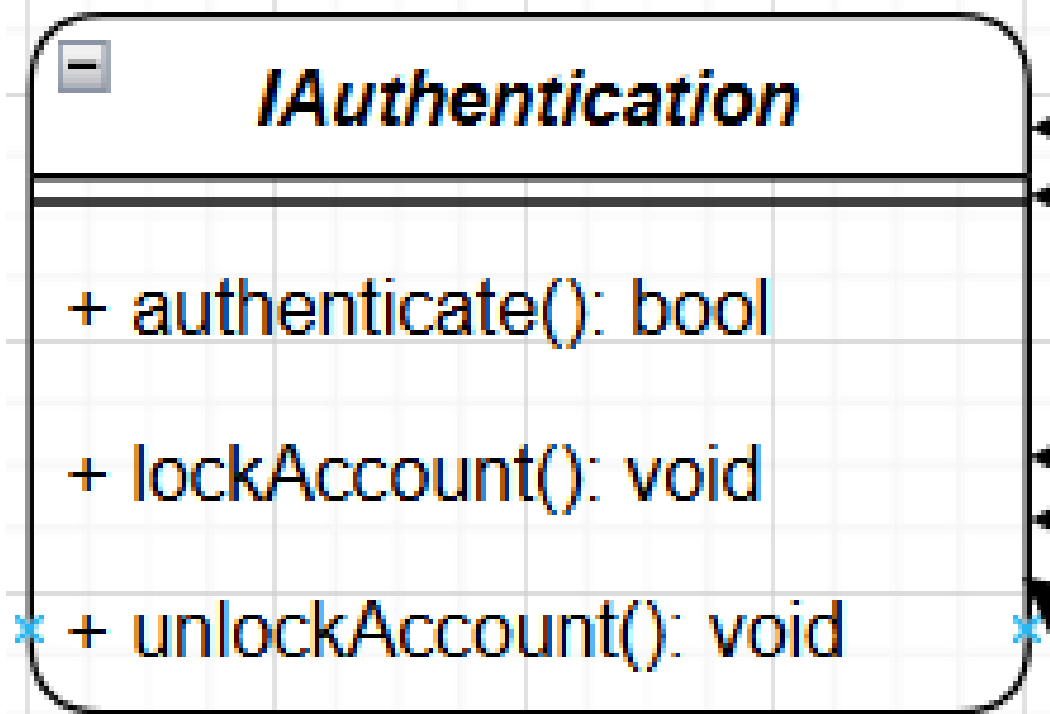 IAuthentication
+ authenticate(): bool
+ lockAccount(): void
+ unlockAccount(): void